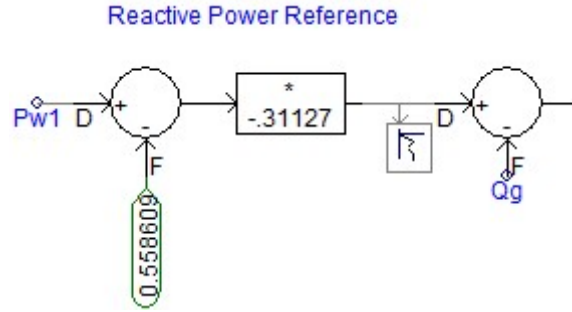 Reactive Power Reference
*
-.31127
Pw1
D
+
-
F
0.558609
D
+
-
F
Qg